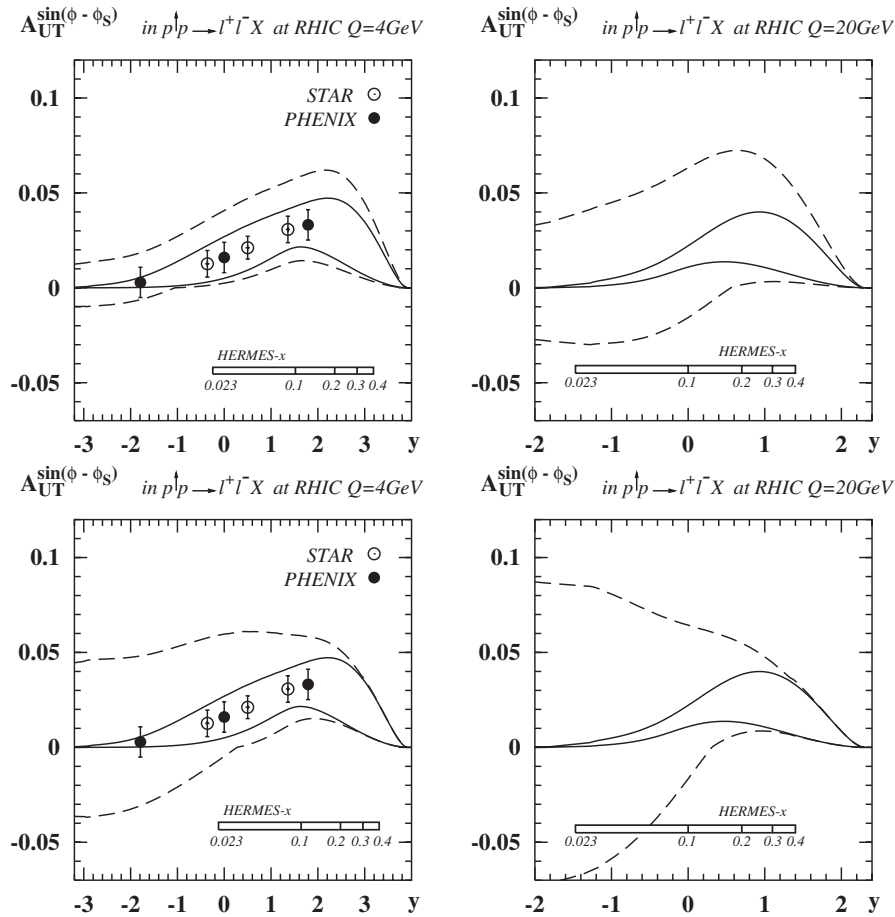 A_UT^sin(ϕ - ϕ_S) in p↑p → l⁺l⁻X at RHIC Q=4GeV
0.1
0.05
0
-0.05
STAR
PHENIX
HERMES-x
0.023 0.1 0.2 0.3 0.4
-3 -2 -1 0 1 2 3 y
A_UT^sin(ϕ - ϕ_S) in p↑p → l⁺l⁻X at RHIC Q=20GeV
0.1
0.05
0
-0.05
HERMES-x
0.023 0.1 0.2 0.3 0.4
-2 -1 0 1 2 y
A_UT^sin(ϕ - ϕ_S) in p↑p → l⁺l⁻X at RHIC Q=4GeV
0.1
0.05
0
-0.05
STAR
PHENIX
HERMES-x
0.023 0.1 0.2 0.3 0.4
-3 -2 -1 0 1 2 3 y
A_UT^sin(ϕ - ϕ_S) in p↑p → l⁺l⁻X at RHIC Q=20GeV
0.1
0.05
0
-0.05
HERMES-x
0.023 0.1 0.2 0.3 0.4
-2 -1 0 1 2 y